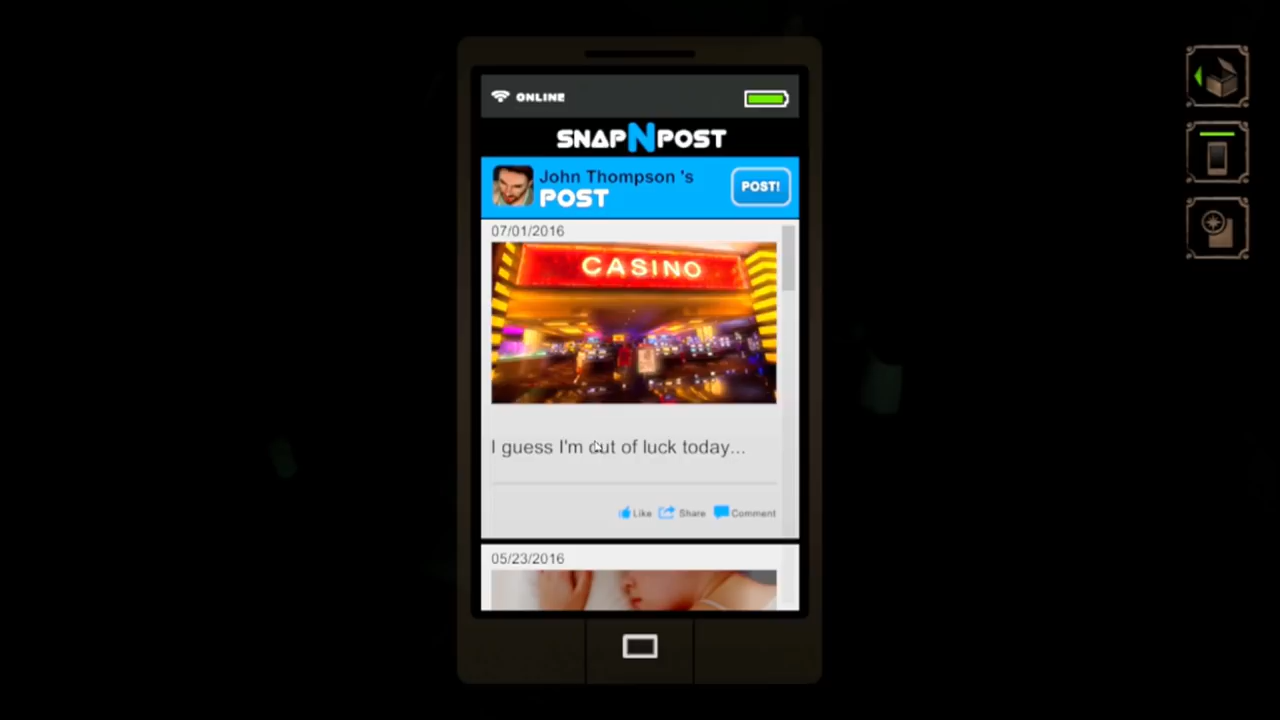 ONLINE
SNAPNPOST
John Thompson 's
POST
POST!
07/01/2016
CASINO
I guess I'm out of luck today...
Like Share Comment
05/23/2016